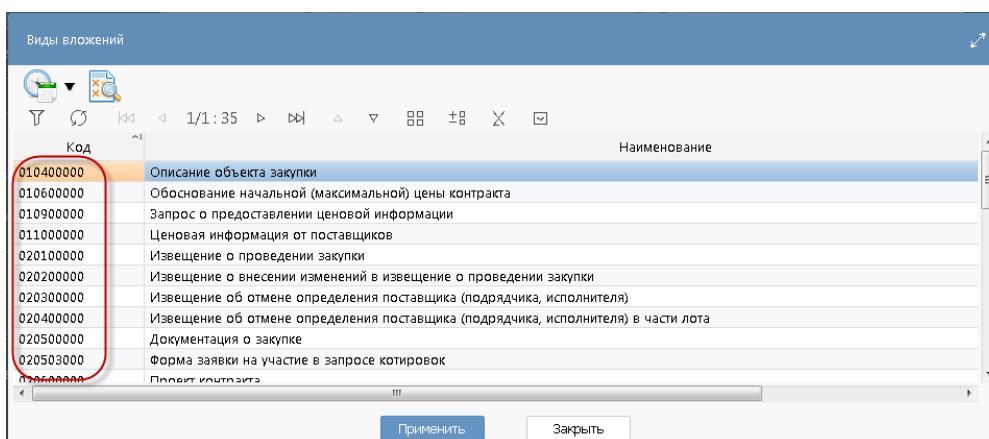 Виды вложений
1/1:35
Код 1 Наименование
010400000 Описание объекта закупки
010600000 Обоснование начальной (максимальной) цены контракта
010900000 Запрос о предоставлении ценовой информации
011000000 Ценовая информация от поставщиков
020100000 Извещение о проведении закупки
020200000 Извещение о внесении изменений в извещение о проведении закупки
020300000 Извещение об отмене определения поставщика (подрядчика, исполнителя)
020400000 Извещение об отмене определения поставщика (подрядчика, исполнителя) в части лота
020500000 Документация о закупке
020503000 Форма заявки на участие в запросе котировок
020600000 Проект контракта
Применить Закрыть